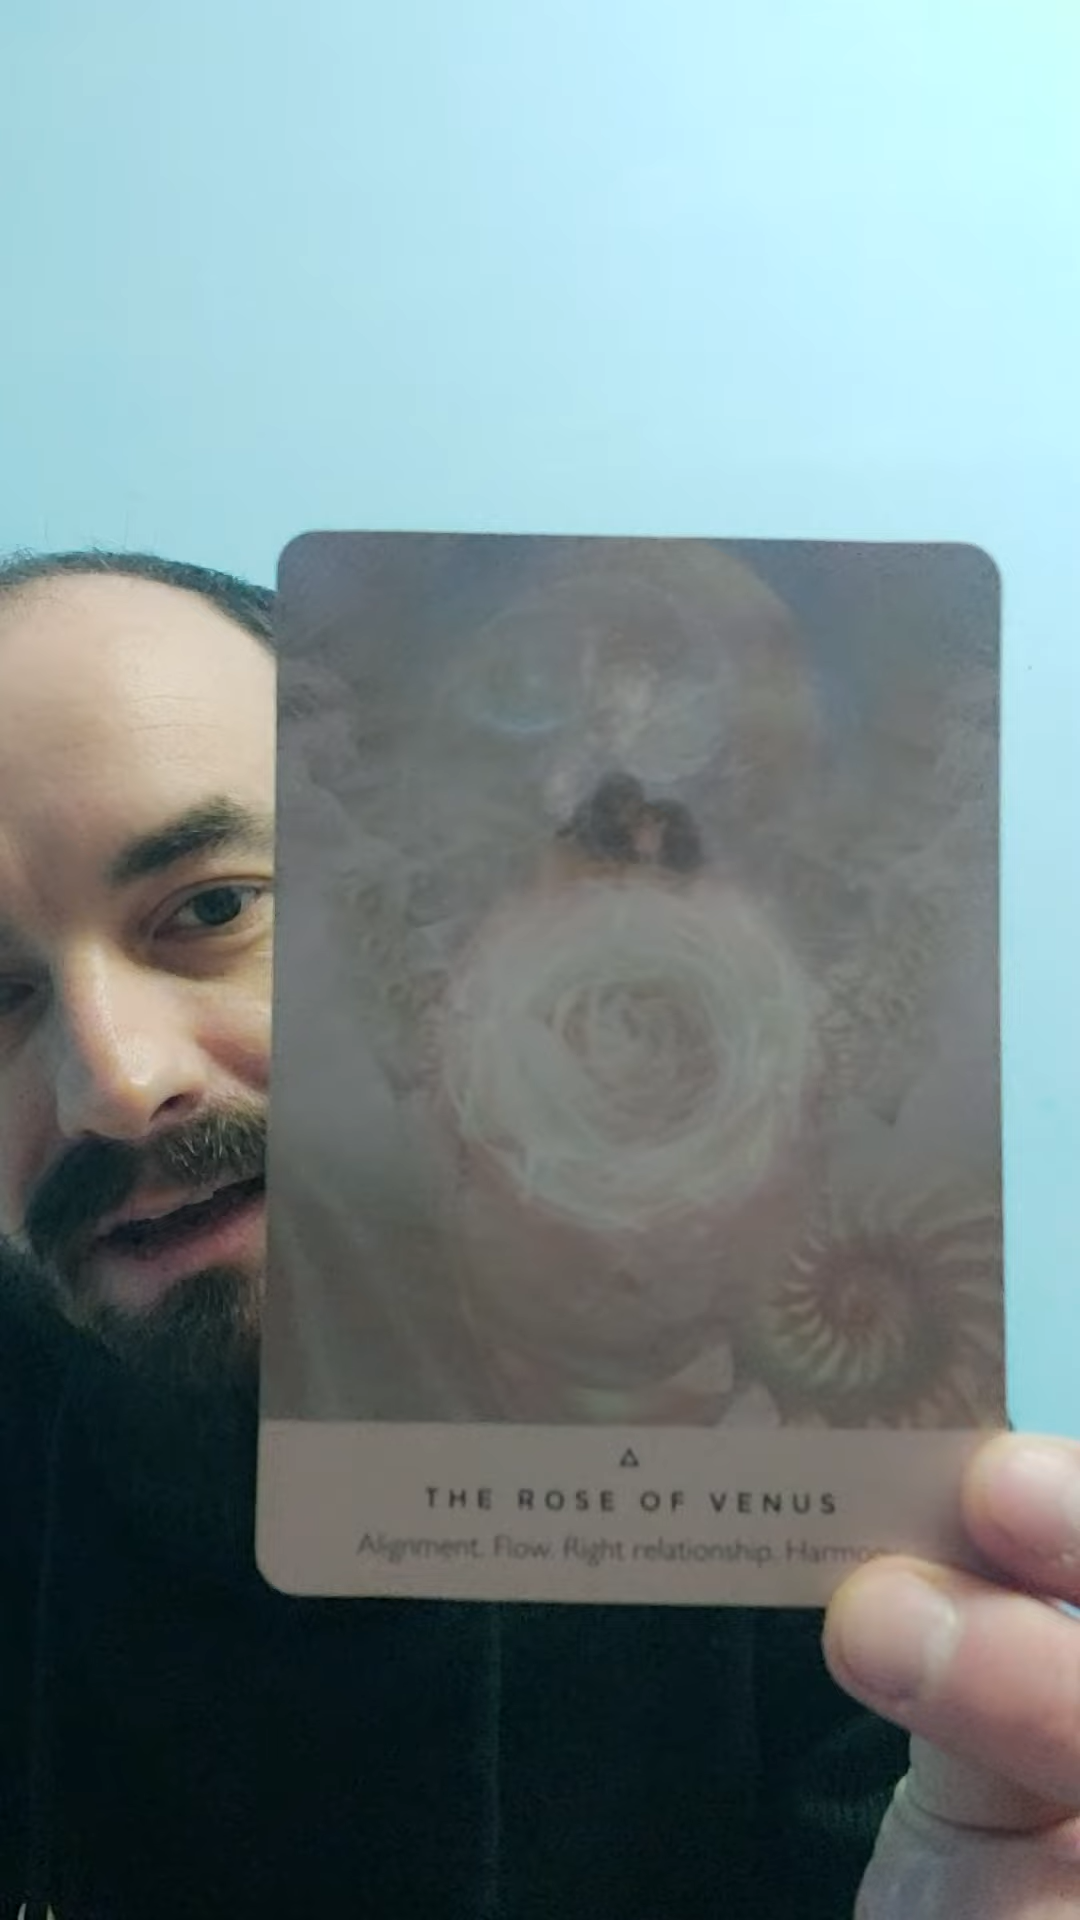 THE ROSE OF VENUS
Alignment. Flow. Right relationship.